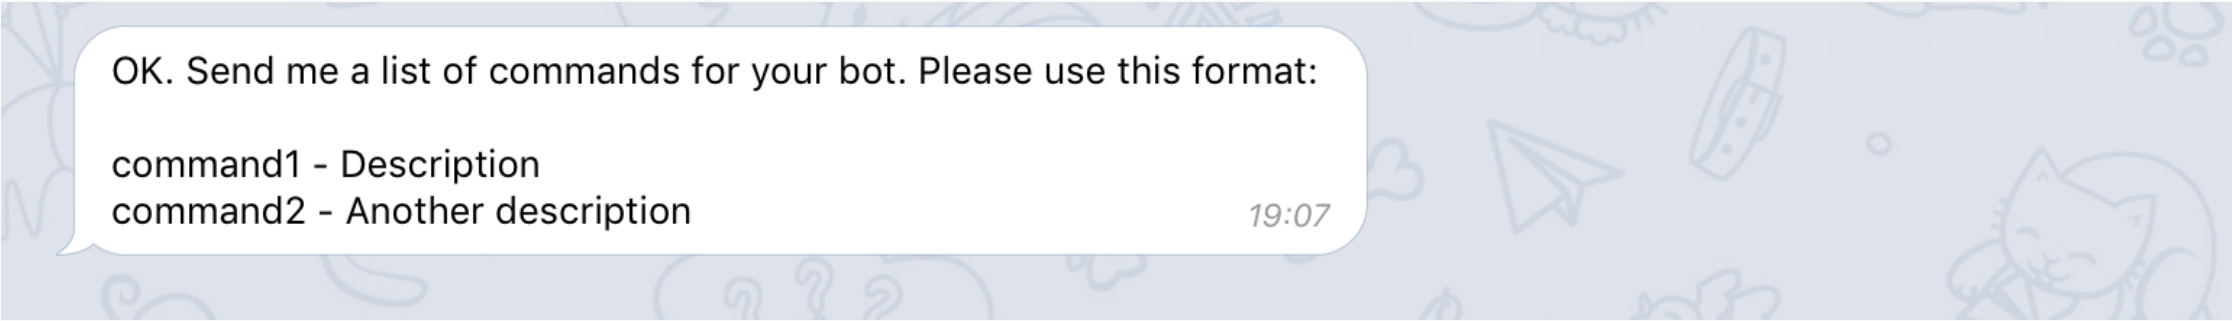 OK. Send me a list of commands for your bot. Please use this format:
command1 - Description
command2 - Another description
19:07